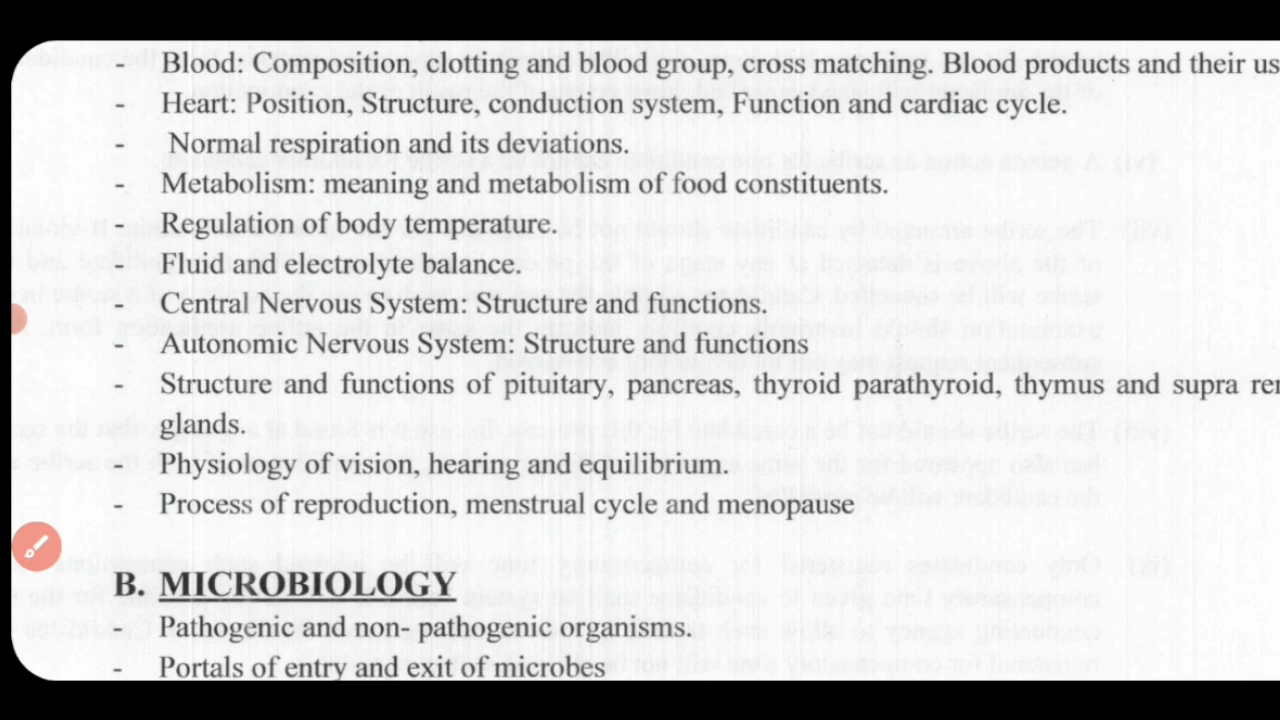 - Blood: Composition, clotting and blood group, cross matching. Blood products and their us
- Heart: Position, Structure, conduction system, Function and cardiac cycle.
- Normal respiration and its deviations.
- Metabolism: meaning and metabolism of food constituents.
- Regulation of body temperature.
- Fluid and electrolyte balance.
- Central Nervous System: Structure and functions.
- Autonomic Nervous System: Structure and functions
- Structure and functions of pituitary, pancreas, thyroid parathyroid, thymus and supra ren
glands.
- Physiology of vision, hearing and equilibrium.
- Process of reproduction, menstrual cycle and menopause
B. MICROBIOLOGY
- Pathogenic and non- pathogenic organisms.
- Portals of entry and exit of microbes